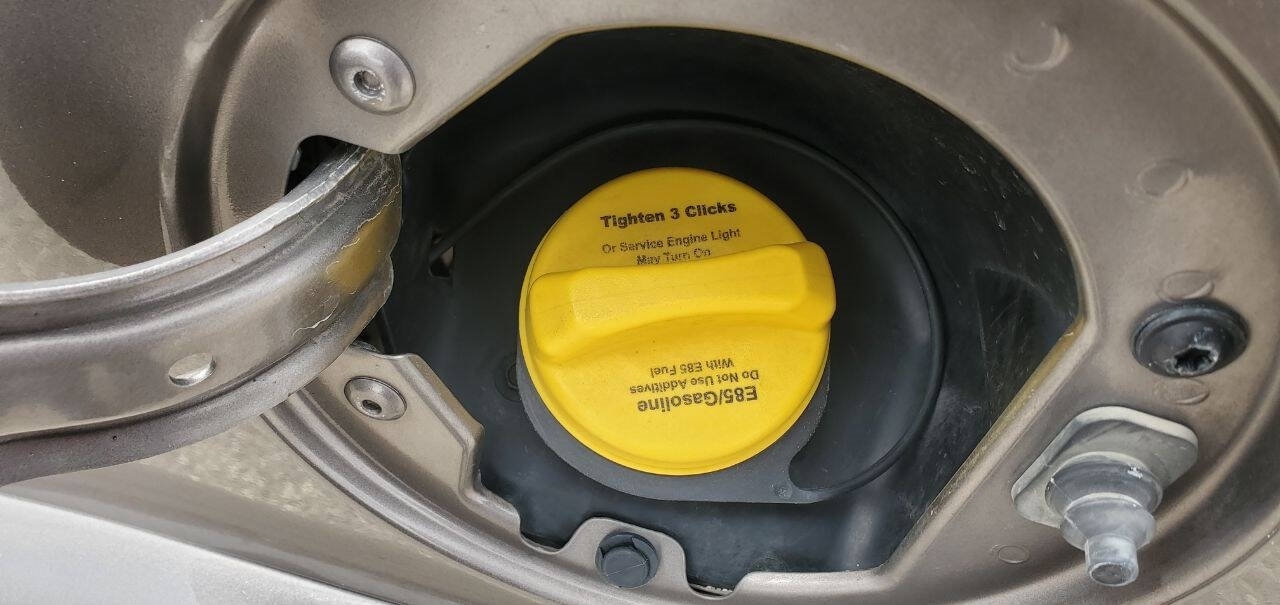 Tighten 3 Clicks
Or Service Engine Light
May Turn On
E85/Gasoline
Do Not Use Additives
With E85 Fuel